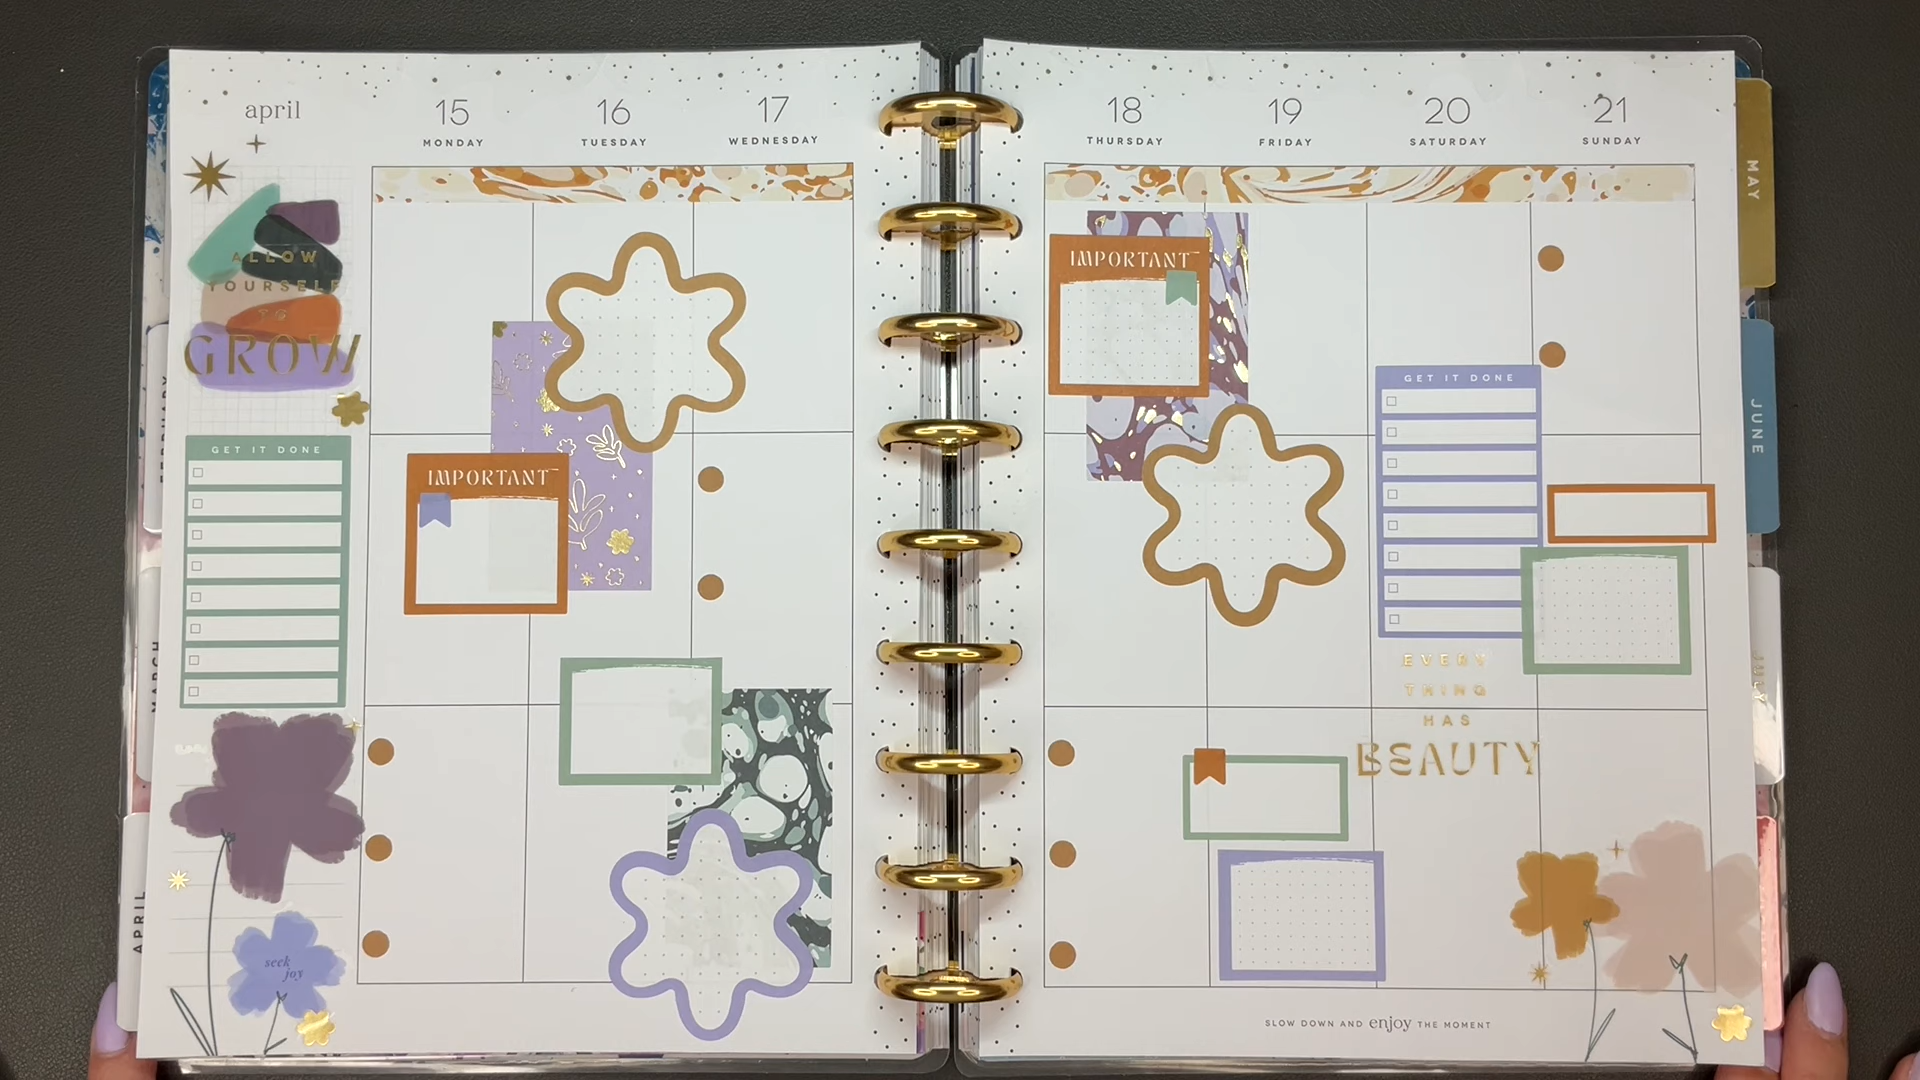 april
15
MONDAY
16
TUESDAY
17
WEDNESDAY
18
THURSDAY
19
FRIDAY
20
SATURDAY
21
SUNDAY
ALLOW
YOURSELF
TO
GROW
GET IT DONE
seek
joy
IMPORTANT
IMPORTANT
GET IT DONE
EVERY
THING
HAS
BEAUTY
SLOW DOWN AND enjoy THE MOMENT
FEBRUARY
MARCH
APRIL
MAY
JUNE